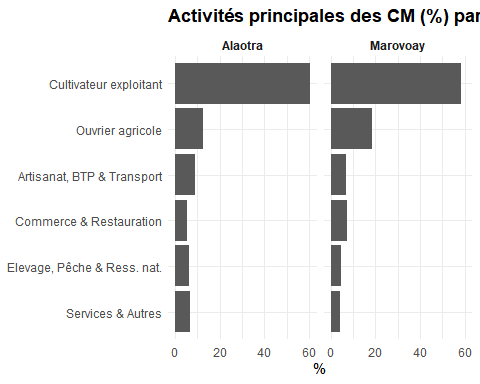 Activités principales des CM (%) par
Alaotra
Marovoay
Cultivateur exploitant
Ouvrier agricole
Artisanat, BTP & Transport
Commerce & Restauration
Elevage, Pêche & Ress. nat.
Services & Autres
0 20 40 60 0 20 40 60
%